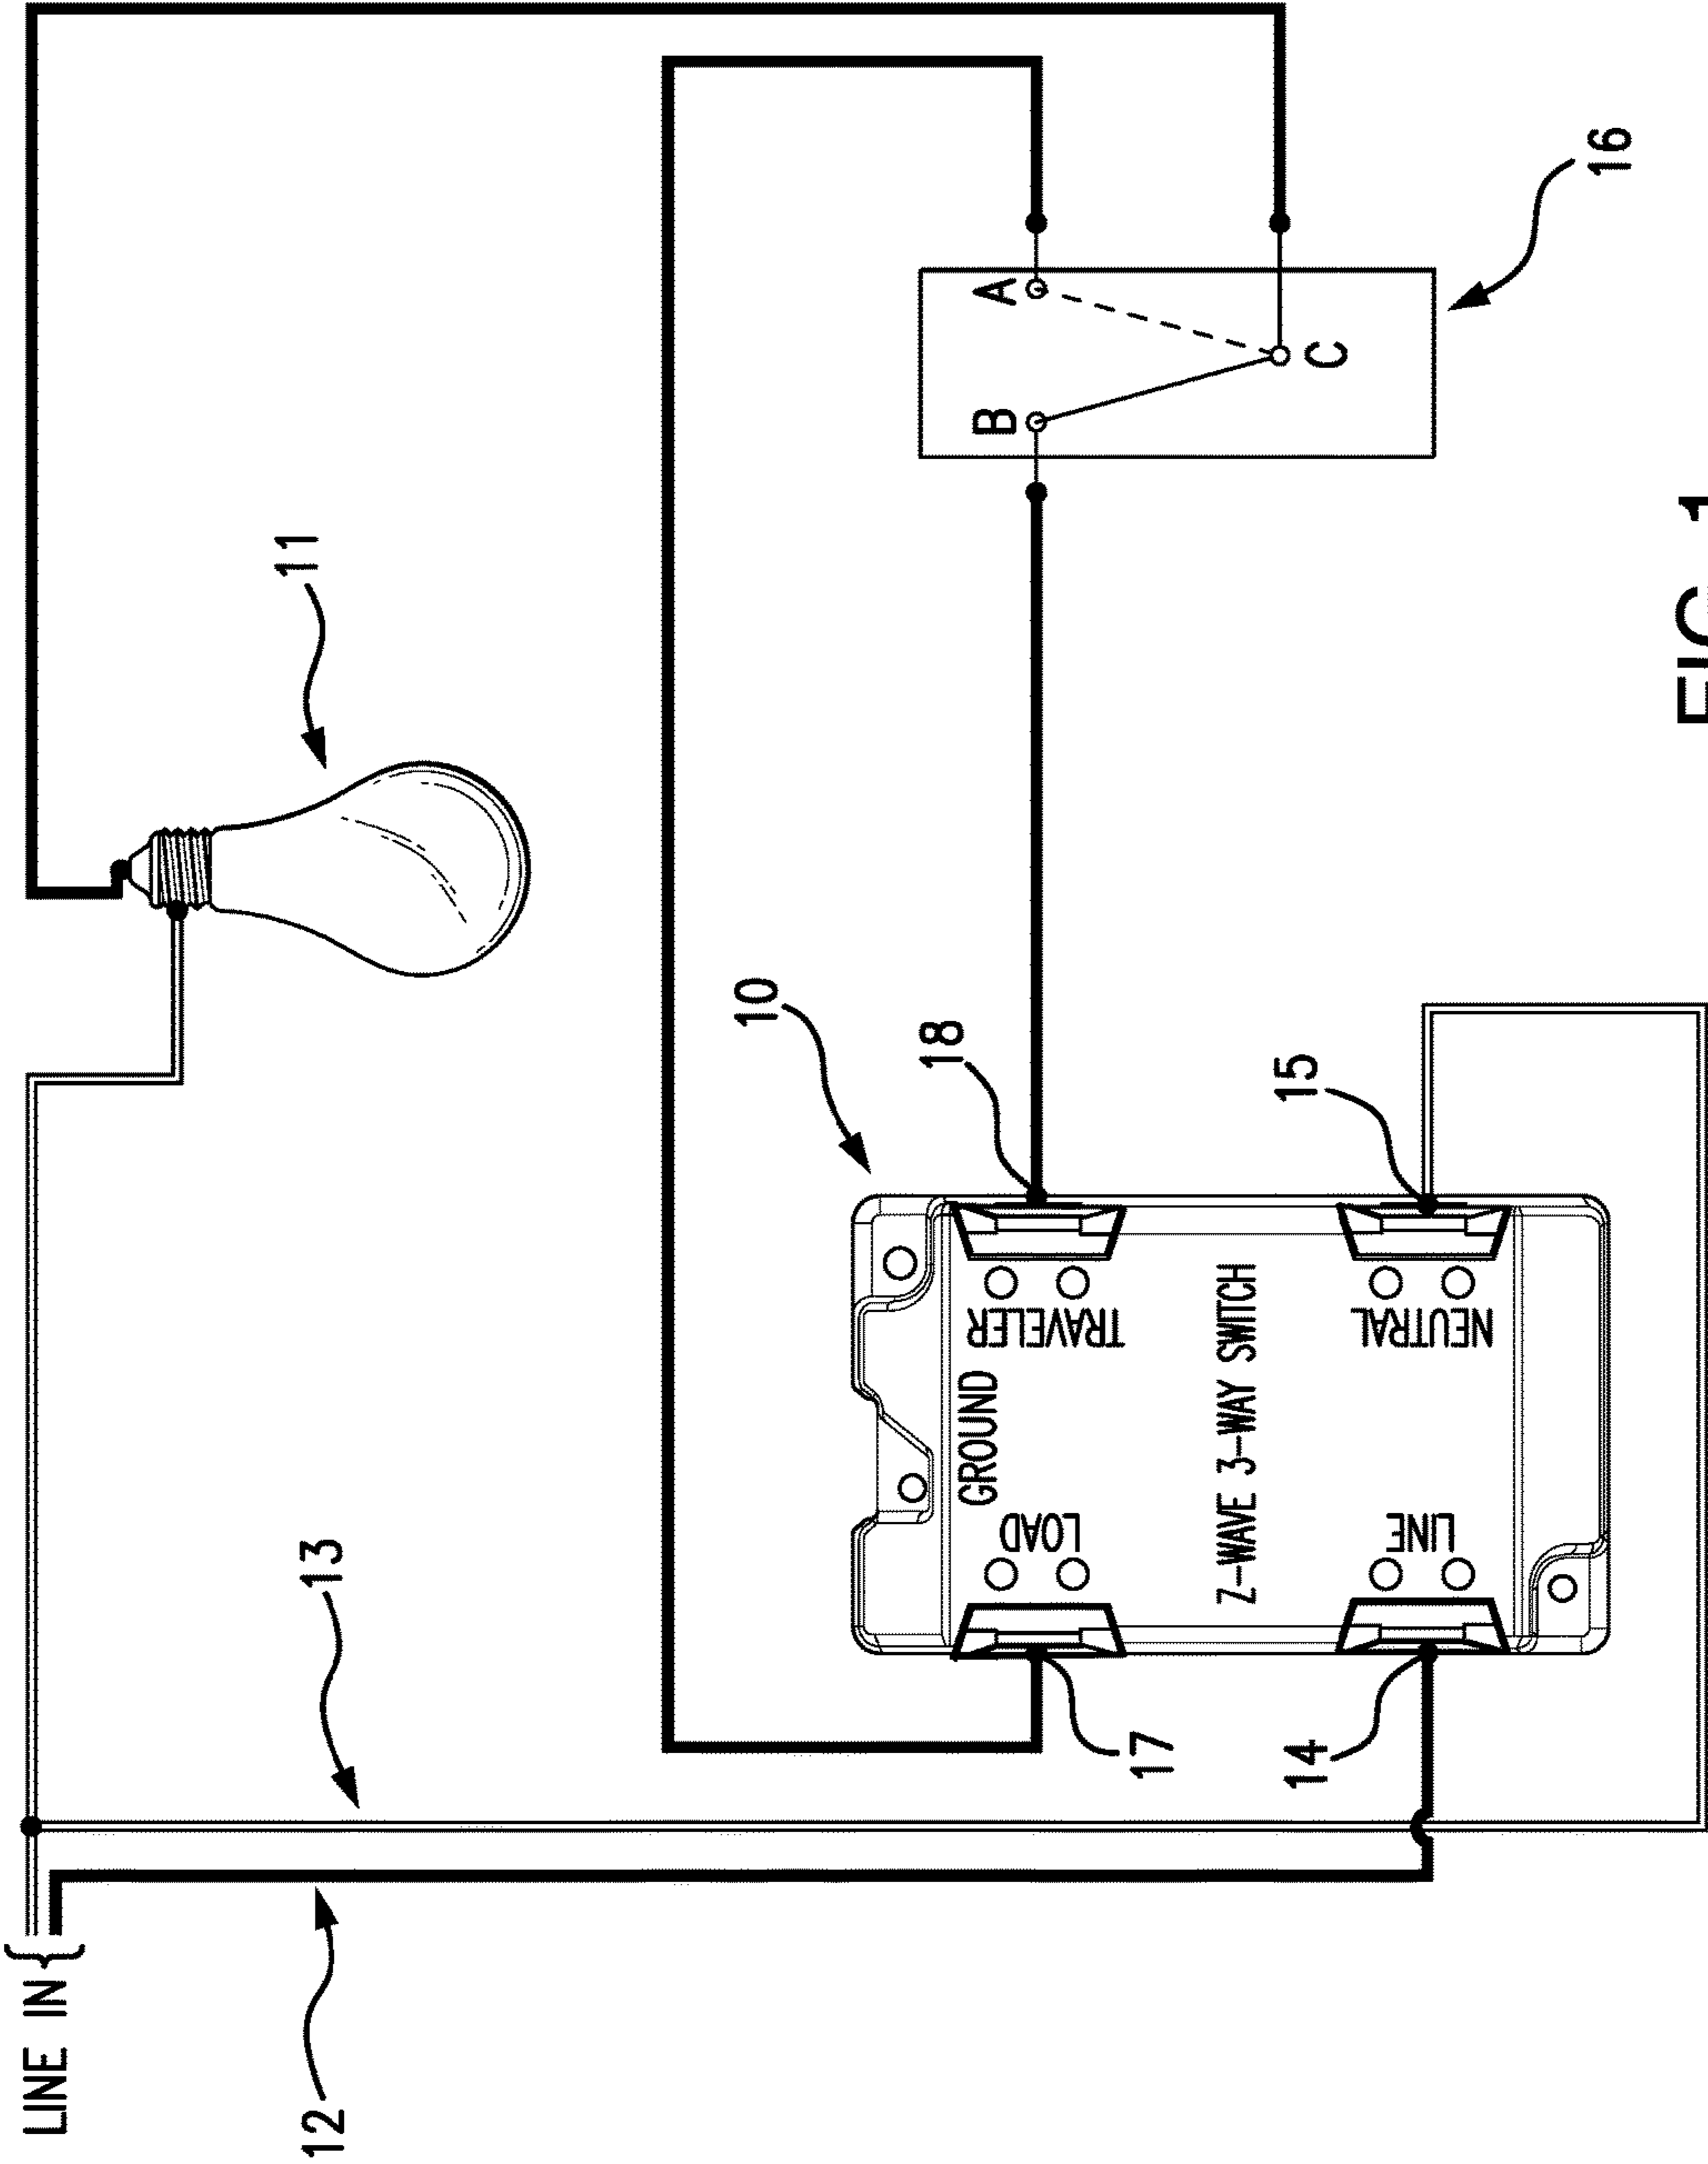 LINE IN
12
13
11
10
18
15
17
14
16
A
B
C
GROUND
LOAD
TRAVELER
Z-WAVE 3-WAY SWITCH
LINE
NEUTRAL